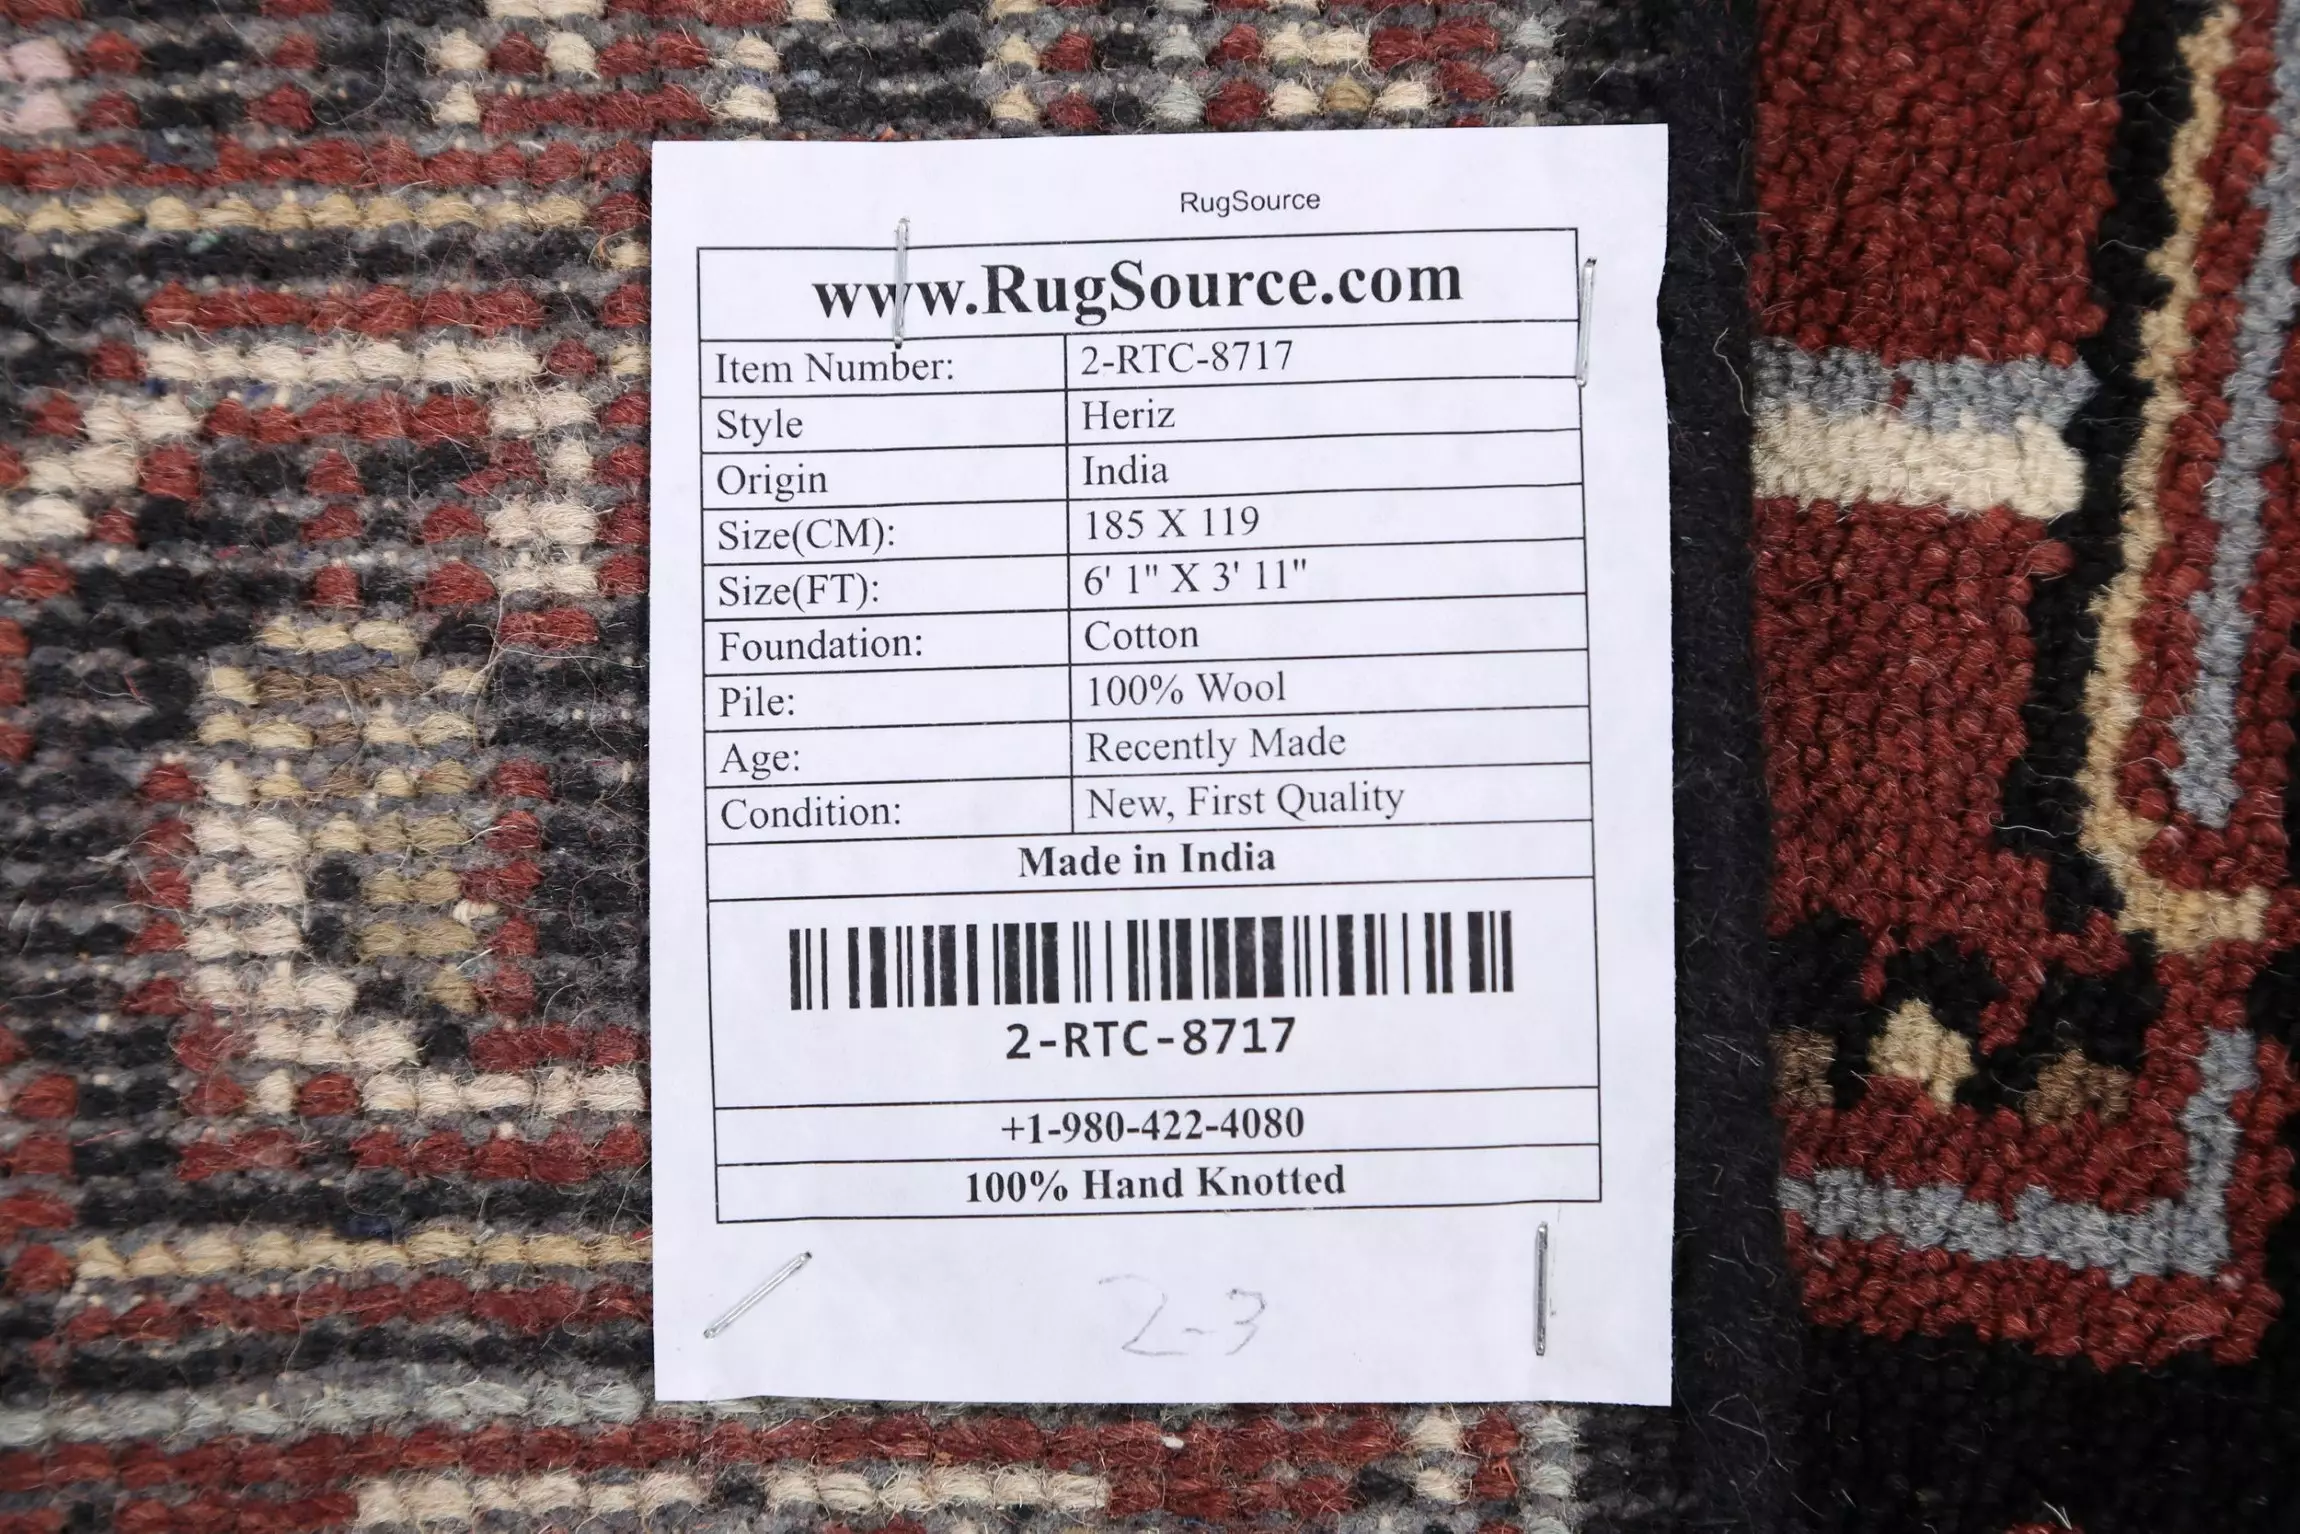 RugSource
www.RugSource.com
Item Number: 2-RTC-8717
Style Heriz
Origin India
Size(CM): 185 X 119
Size(FT): 6' 1" X 3' 11"
Foundation: Cotton
Pile: 100% Wool
Age: Recently Made
Condition: New, First Quality
Made in India
2-RTC-8717
+1-980-422-4080
100% Hand Knotted
2-3